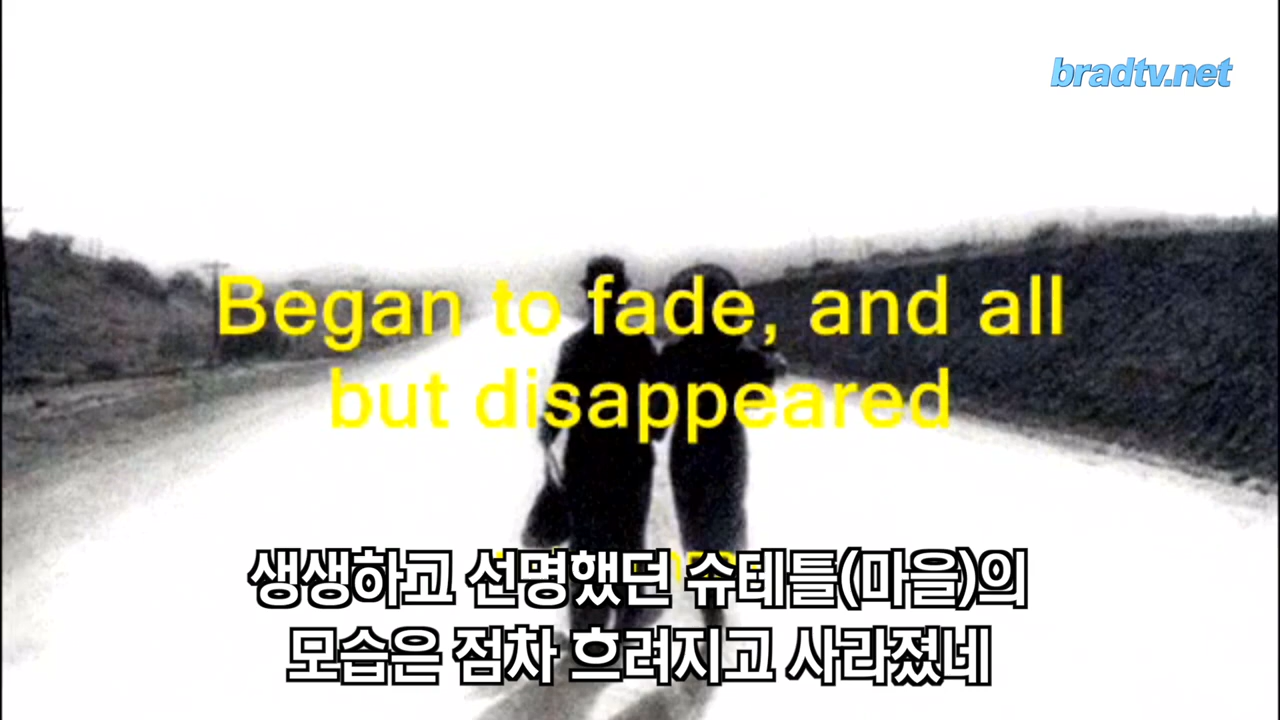 bradtv.net
Began to fade, and all
but disappeared
생생하고 선명했던 슈테틀(마을)의
모습은 점차 흐려지고 사라졌네